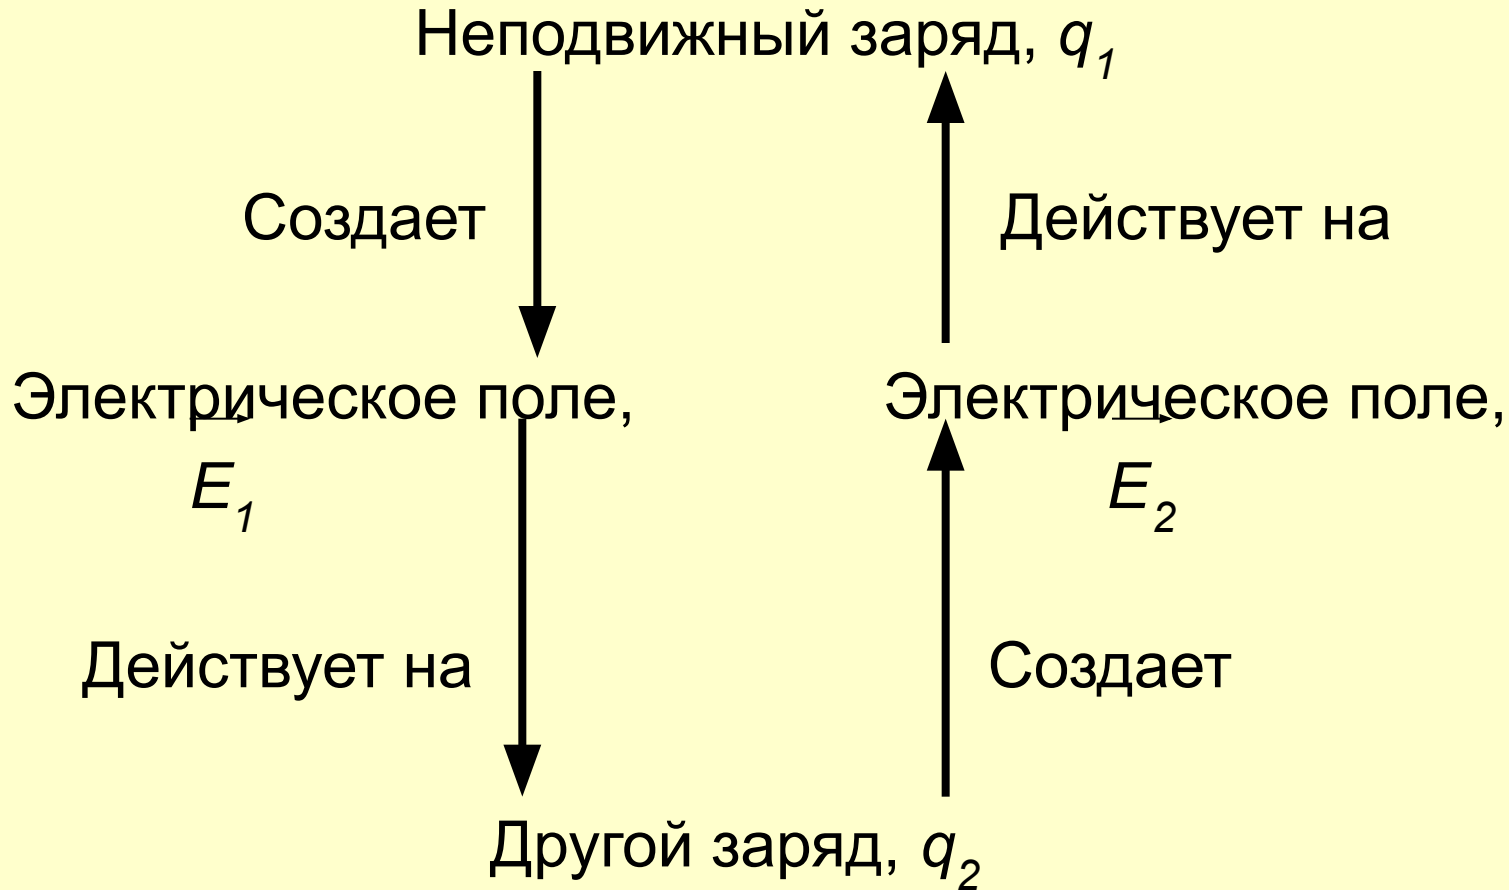 Неподвижный заряд, q₁
Создает
Действует на
Электрическое поле,
E₁
Электрическое поле,
E₂
Действует на
Создает
Другой заряд, q₂